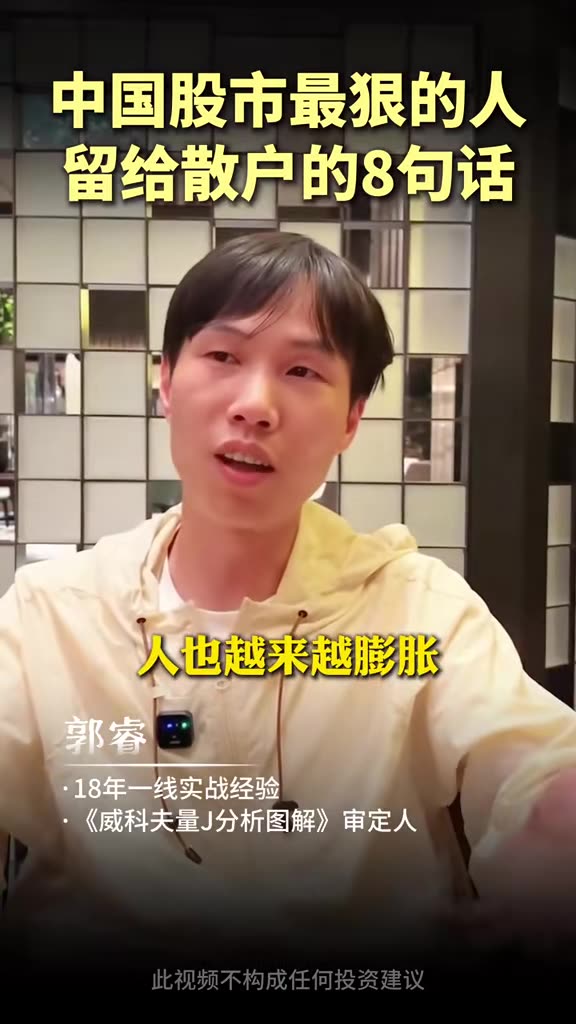 中国股市最狠的人
留给散户的8句话
人也越来越膨胀
郭睿
·18年一线实战经验
·《威科夫量J分析图解》审定人
此视频不构成任何投资建议